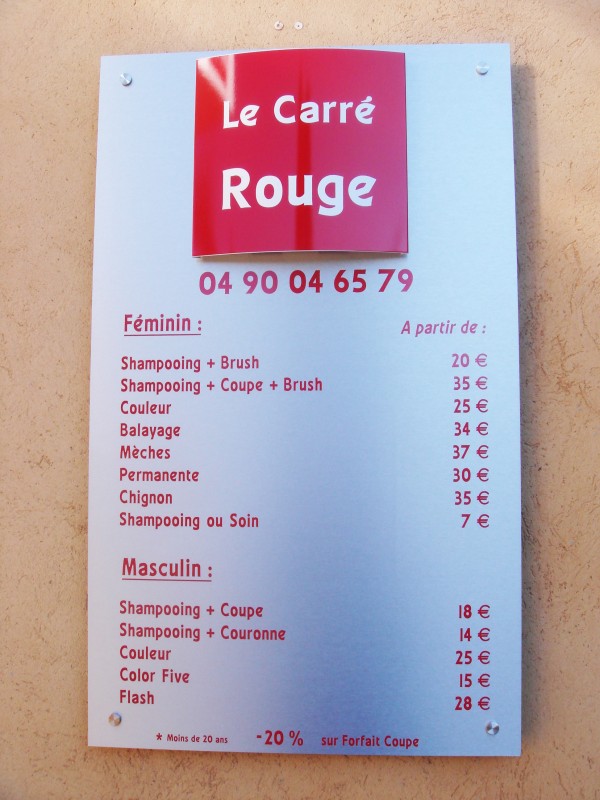 Le Carré
Rouge
04 90 04 65 79
Féminin : A partir de :
Shampooing + Brush 20 €
Shampooing + Coupe + Brush 35 €
Couleur 25 €
Balayage 34 €
Mèches 37 €
Permanente 30 €
Chignon 35 €
Shampooing ou Soin 7 €
Masculin :
Shampooing + Coupe 18 €
Shampooing + Couronne 14 €
Couleur 25 €
Color Five 15 €
Flash 28 €
* Moins de 20 ans -20 % sur Forfait Coupe